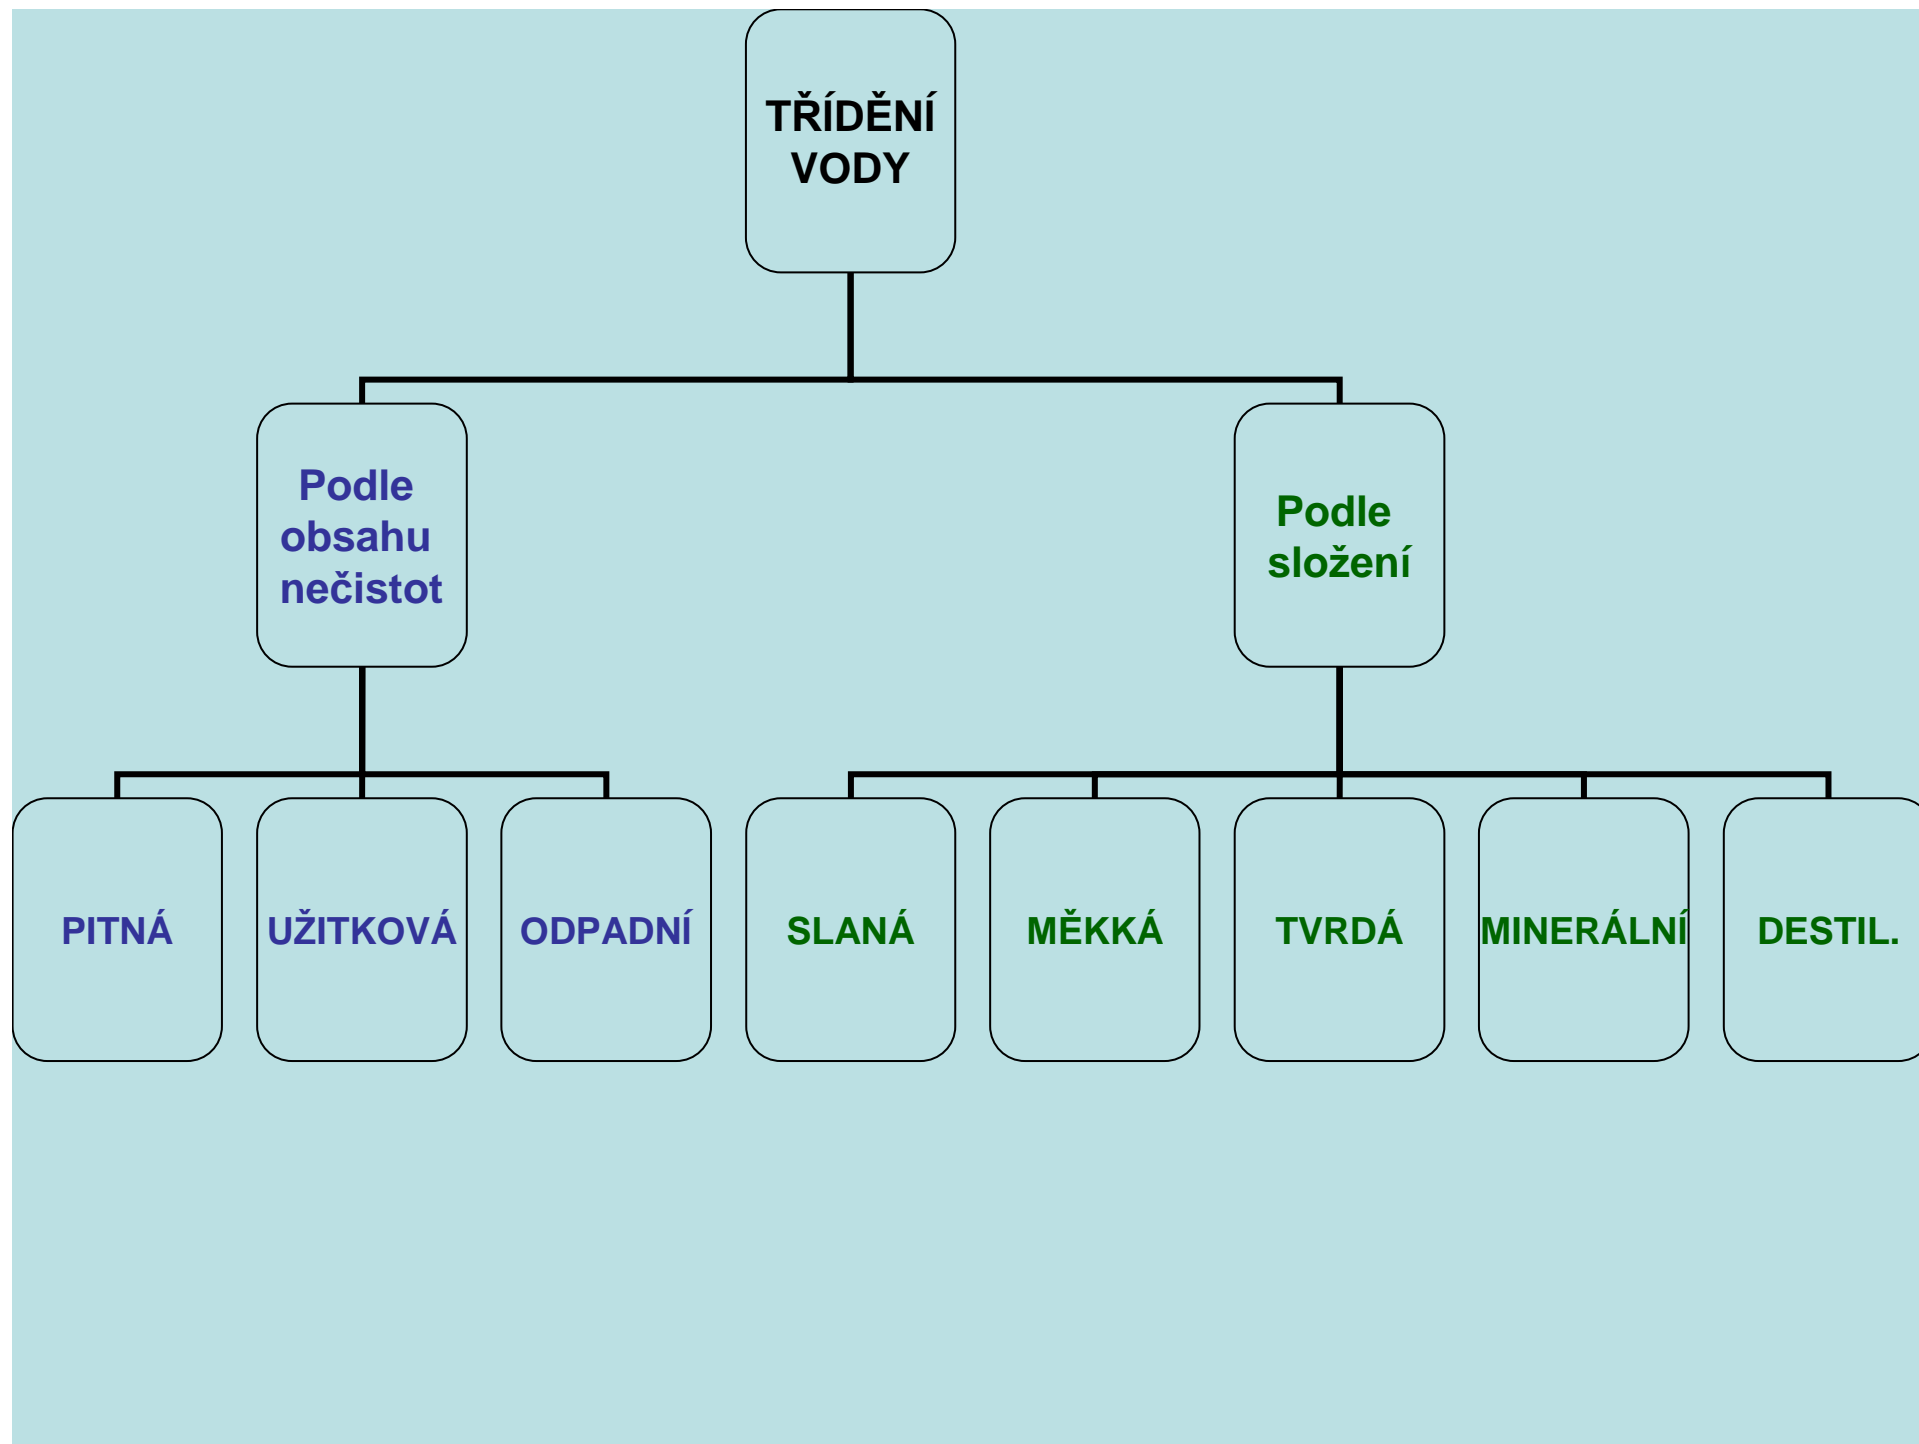 TŘÍDĚNÍ
VODY
Podle
obsahu
nečistot
Podle
složení
PITNÁ
UŽITKOVÁ
ODPADNÍ
SLANÁ
MĚKKÁ
TVRDÁ
MINERÁLNÍ
DESTIL.